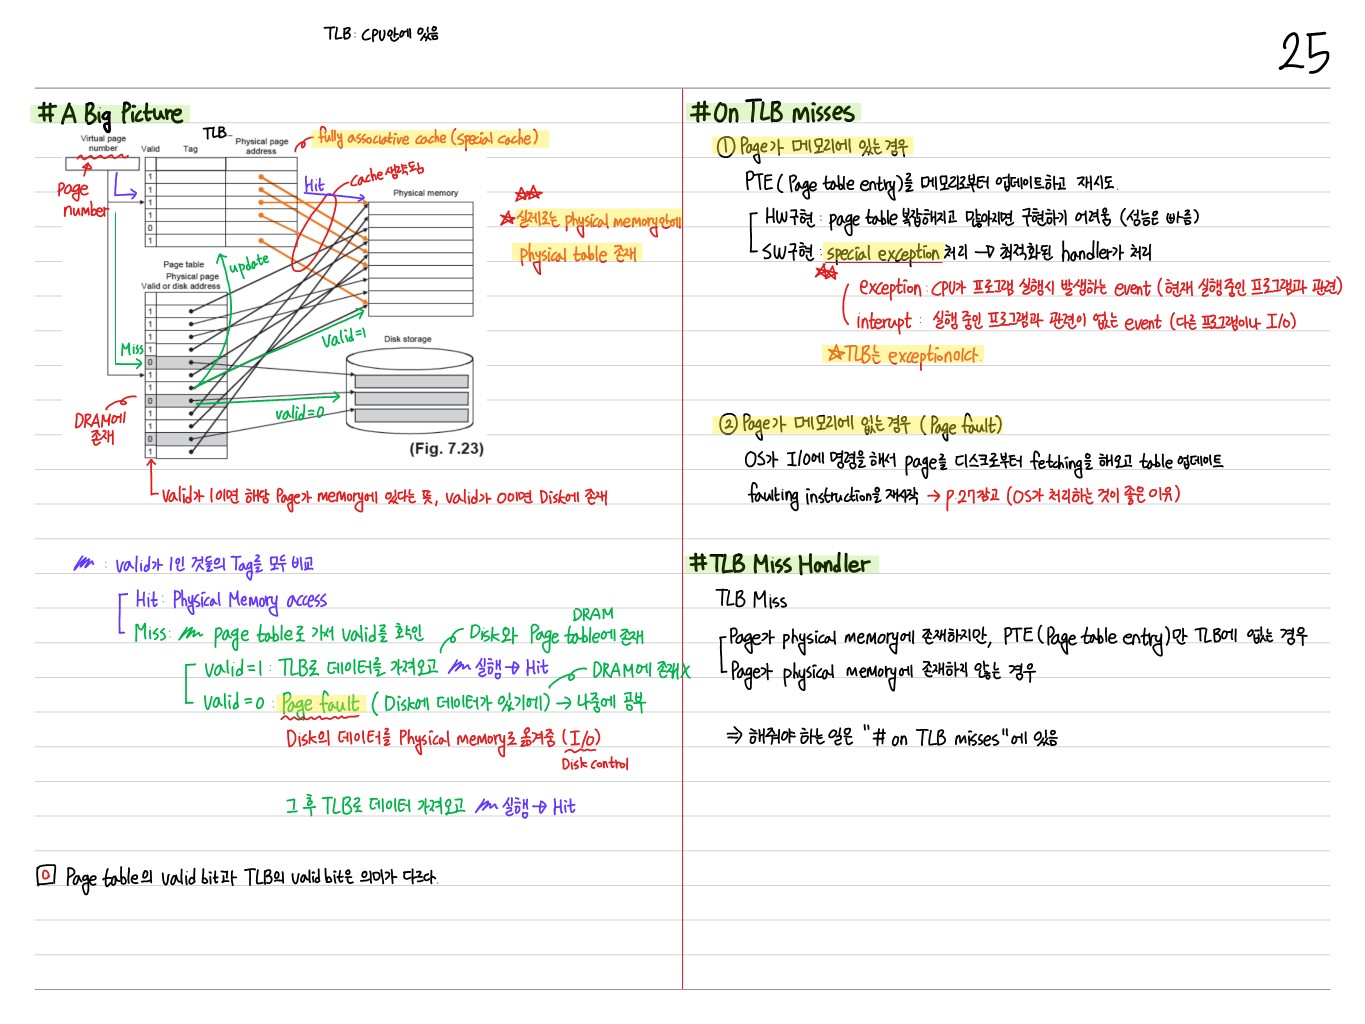 TLB: CPU안에 있음
25
# A Big Picture
Virtual page number
TLB
Valid
Tag
Physical page address
fully associative cache (special cache)
Page number
1
1
1
1
0
1
Hit
Cache 생략됨
Physical memory
실제로는 physical memory안에
physical table 존재
update
Page table
Physical page
Valid or disk address
1
1
1
1
0
1
1
0
1
1
0
1
Miss
valid=1
Disk storage
valid=0
DRAM에 존재
(Fig. 7.23)
valid가 1이면 해당 Page가 memory에 있다는 뜻, valid가 0이면 Disk에 존재
: valid가 1인 것들의 Tag를 모두 비교
Hit: Physical Memory access
DRAM
Miss: page table로 가서 valid를 확인
Disk와 Page table에 존재
valid=1: TLB로 데이터를 가져오고 실행→Hit
DRAM에 존재X
valid=0: Page fault (Disk에 데이터가 있기에) → 나중에 공부
Disk의 데이터를 Physical memory로 옮겨줌 (I/O)
Disk control
그 후 TLB로 데이터 가져오고 실행→Hit
0 Page table의 valid bit과 TLB의 valid bit은 의미가 다르다.
# On TLB misses
① Page가 메모리에 있는 경우
PTE (Page table entry)를 메모리로부터 업데이트하고 재시도.
HW구현: page table 복잡해지고 많아지면 구현하기 어려움 (성능은 빠름)
SW구현: special exception 처리 → 최적화된 handler가 처리
exception: CPU가 프로그램 실행시 발생하는 event (현재 실행중인 프로그램과 관련)
interupt: 실행 중인 프로그램과 관련이 없는 event (다른 프로그램이나 I/O)
☆TLB는 exception이다.
② Page가 메모리에 없는 경우 (Page fault)
OS가 I/O에 명령을 해서 page를 디스크로부터 fetching을 해오고 table 업데이트
faulting instruction을 재시작 → P.27참고 (OS가 처리하는 것이 좋은 이유)
# TLB Miss Handler
TLB Miss
Page가 physical memory에 존재하지만, PTE (Page table entry)만 TLB에 없는 경우
Page가 physical memory에 존재하지 않는 경우
⇒ 해줘야 하는 일은 "# on TLB misses"에 있음